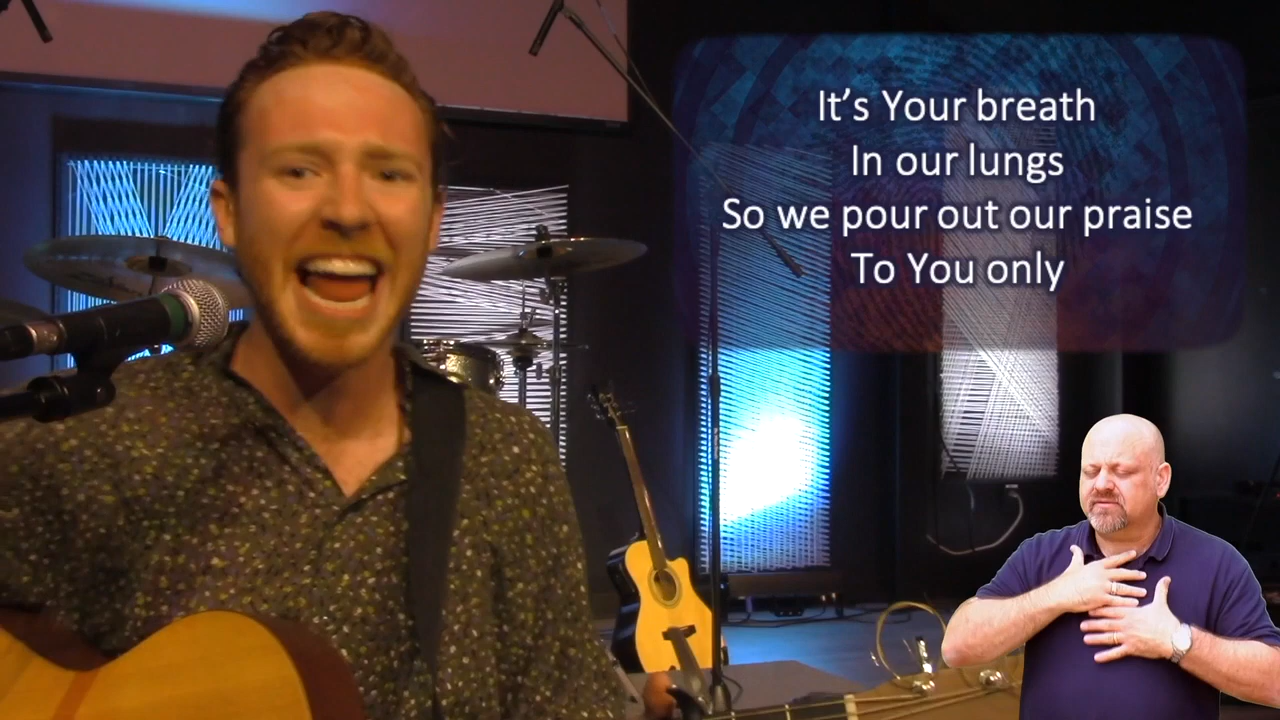 It’s Your breath
In our lungs
So we pour out our praise
To You only